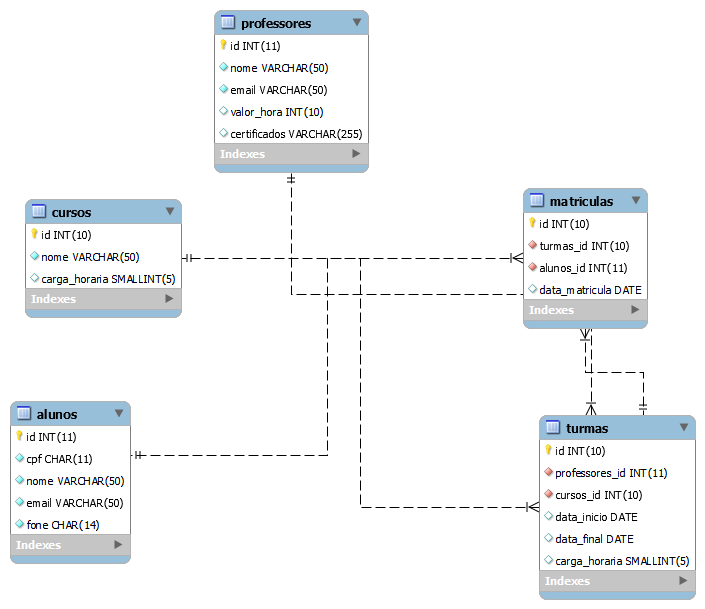 professores
id INT(11)
nome VARCHAR(50)
email VARCHAR(50)
valor_hora INT(10)
certificados VARCHAR(255)
Indexes
cursos
id INT(10)
nome VARCHAR(50)
carga_horaria SMALLINT(5)
Indexes
matriculas
id INT(10)
turmas_id INT(10)
alunos_id INT(11)
data_matricula DATE
Indexes
alunos
id INT(11)
cpf CHAR(11)
nome VARCHAR(50)
email VARCHAR(50)
fone CHAR(14)
Indexes
turmas
id INT(10)
professores_id INT(11)
cursos_id INT(10)
data_inicio DATE
data_final DATE
carga_horaria SMALLINT(5)
Indexes